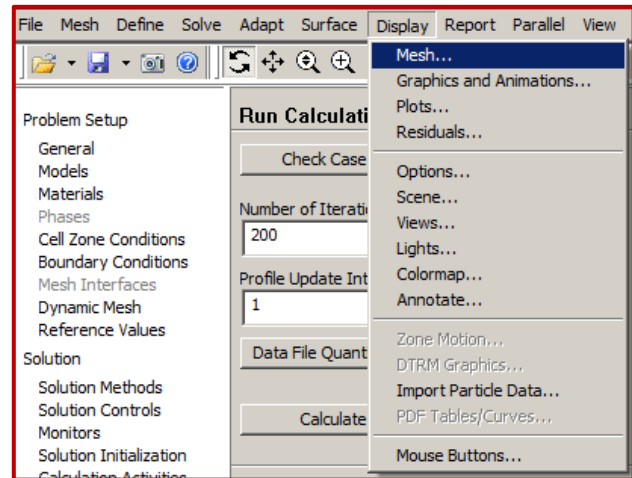 File Mesh Define Solve Adapt Surface Display Report Parallel View
Mesh...
Graphics and Animations...
Plots...
Residuals...
Options...
Scene...
Views...
Lights...
Colormap...
Annotate...
Zone Motion...
DTRM Graphics...
Import Particle Data...
PDF Tables/Curves...
Mouse Buttons...
Problem Setup
General
Models
Materials
Phases
Cell Zone Conditions
Boundary Conditions
Mesh Interfaces
Dynamic Mesh
Reference Values
Solution
Solution Methods
Solution Controls
Monitors
Solution Initialization
Calculation Activities
Run Calculati
Check Case
Number of Iterati
200
Profile Update Int
1
Data File Quant
Calculate